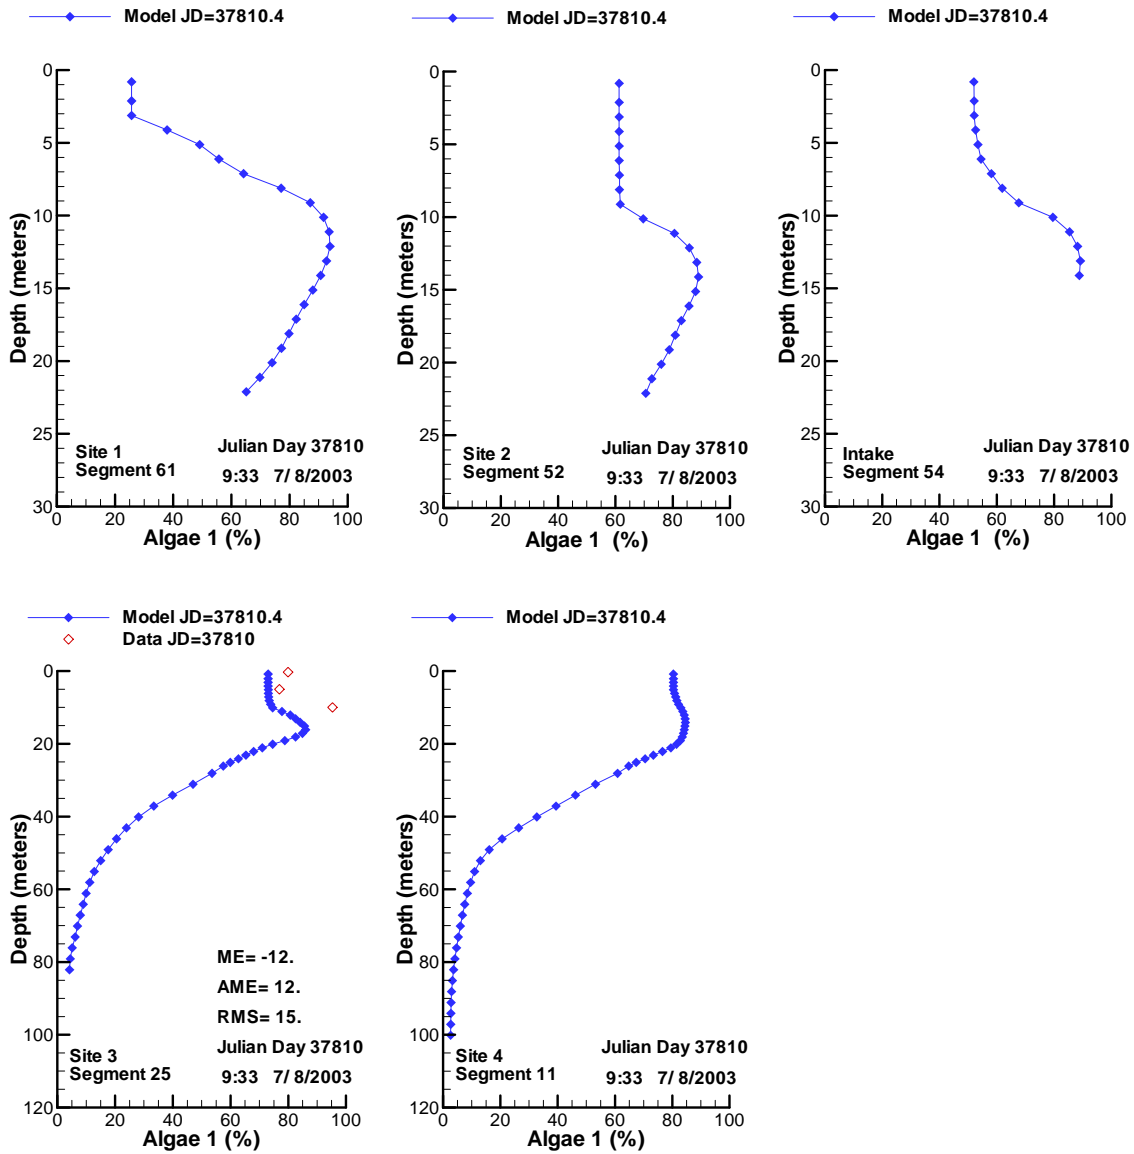 Model JD=37810.4
0
5
10
15
20
25
30
0 20 40 60 80 100
Depth (meters)
Algae 1 (%)
Site 1
Segment 61
Julian Day 37810
9:33 7/ 8/2003
Model JD=37810.4
0
5
10
15
20
25
30
0 20 40 60 80 100
Depth (meters)
Algae 1 (%)
Site 2
Segment 52
Julian Day 37810
9:33 7/ 8/2003
Model JD=37810.4
0
5
10
15
20
25
30
0 20 40 60 80 100
Depth (meters)
Algae 1 (%)
Intake
Segment 54
Julian Day 37810
9:33 7/ 8/2003
Model JD=37810.4
Data JD=37810
0
20
40
60
80
100
120
0 20 40 60 80 100
Depth (meters)
Algae 1 (%)
ME= -12.
AME= 12.
RMS= 15.
Site 3
Segment 25
Julian Day 37810
9:33 7/ 8/2003
Model JD=37810.4
0
20
40
60
80
100
120
0 20 40 60 80 100
Depth (meters)
Algae 1 (%)
Site 4
Segment 11
Julian Day 37810
9:33 7/ 8/2003